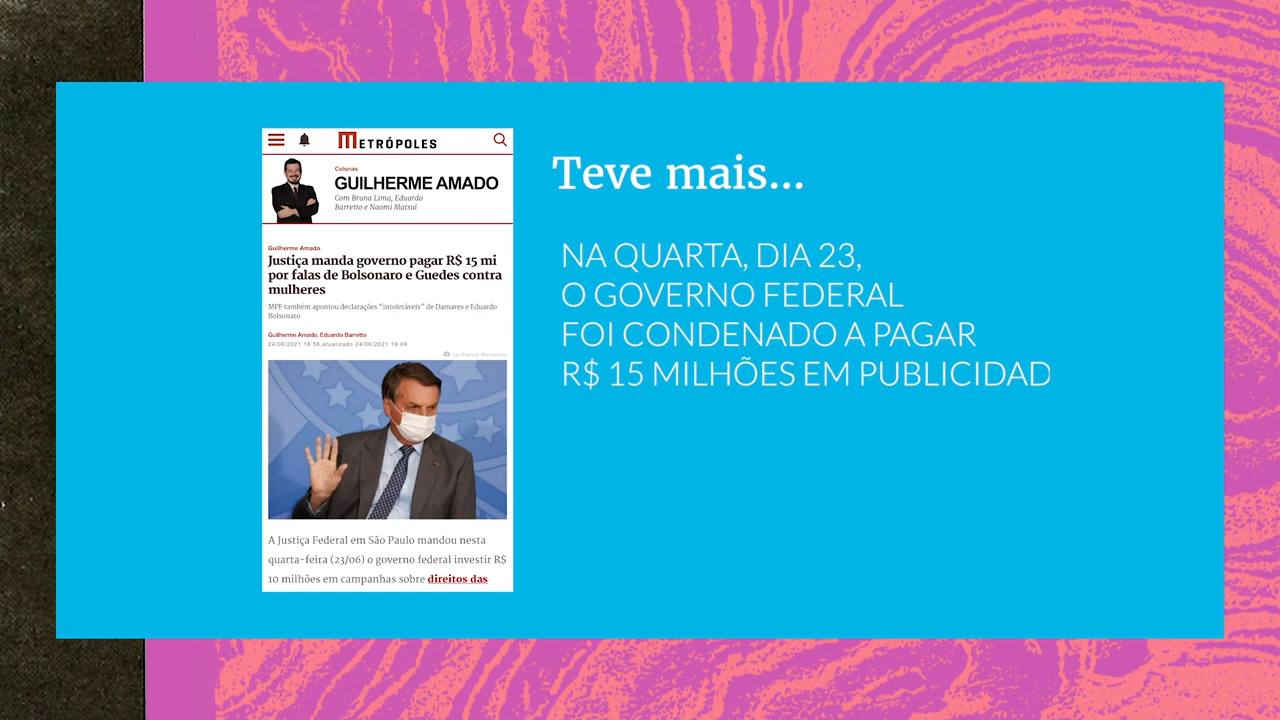 METRÓPOLES
Colunas
GUILHERME AMADO
Com Bruna Lima, Eduardo
Barretto e Naomi Matsui
Guilherme Amado
Justiça manda governo pagar R$ 15 mi
por falas de Bolsonaro e Guedes contra
mulheres
MPF também apontou declarações “intoleráveis” de Damares e Eduardo
Bolsonaro
Guilherme Amado, Eduardo Barretto
24/06/2021 18:56,atualizado 24/06/2021 19:09
A Justiça Federal em São Paulo mandou nesta
quarta-feira (23/06) o governo federal investir R$
10 milhões em campanhas sobre direitos das
Teve mais...
NA QUARTA, DIA 23,
O GOVERNO FEDERAL
FOI CONDENADO A PAGAR
R$ 15 MILHÕES EM PUBLICIDAD